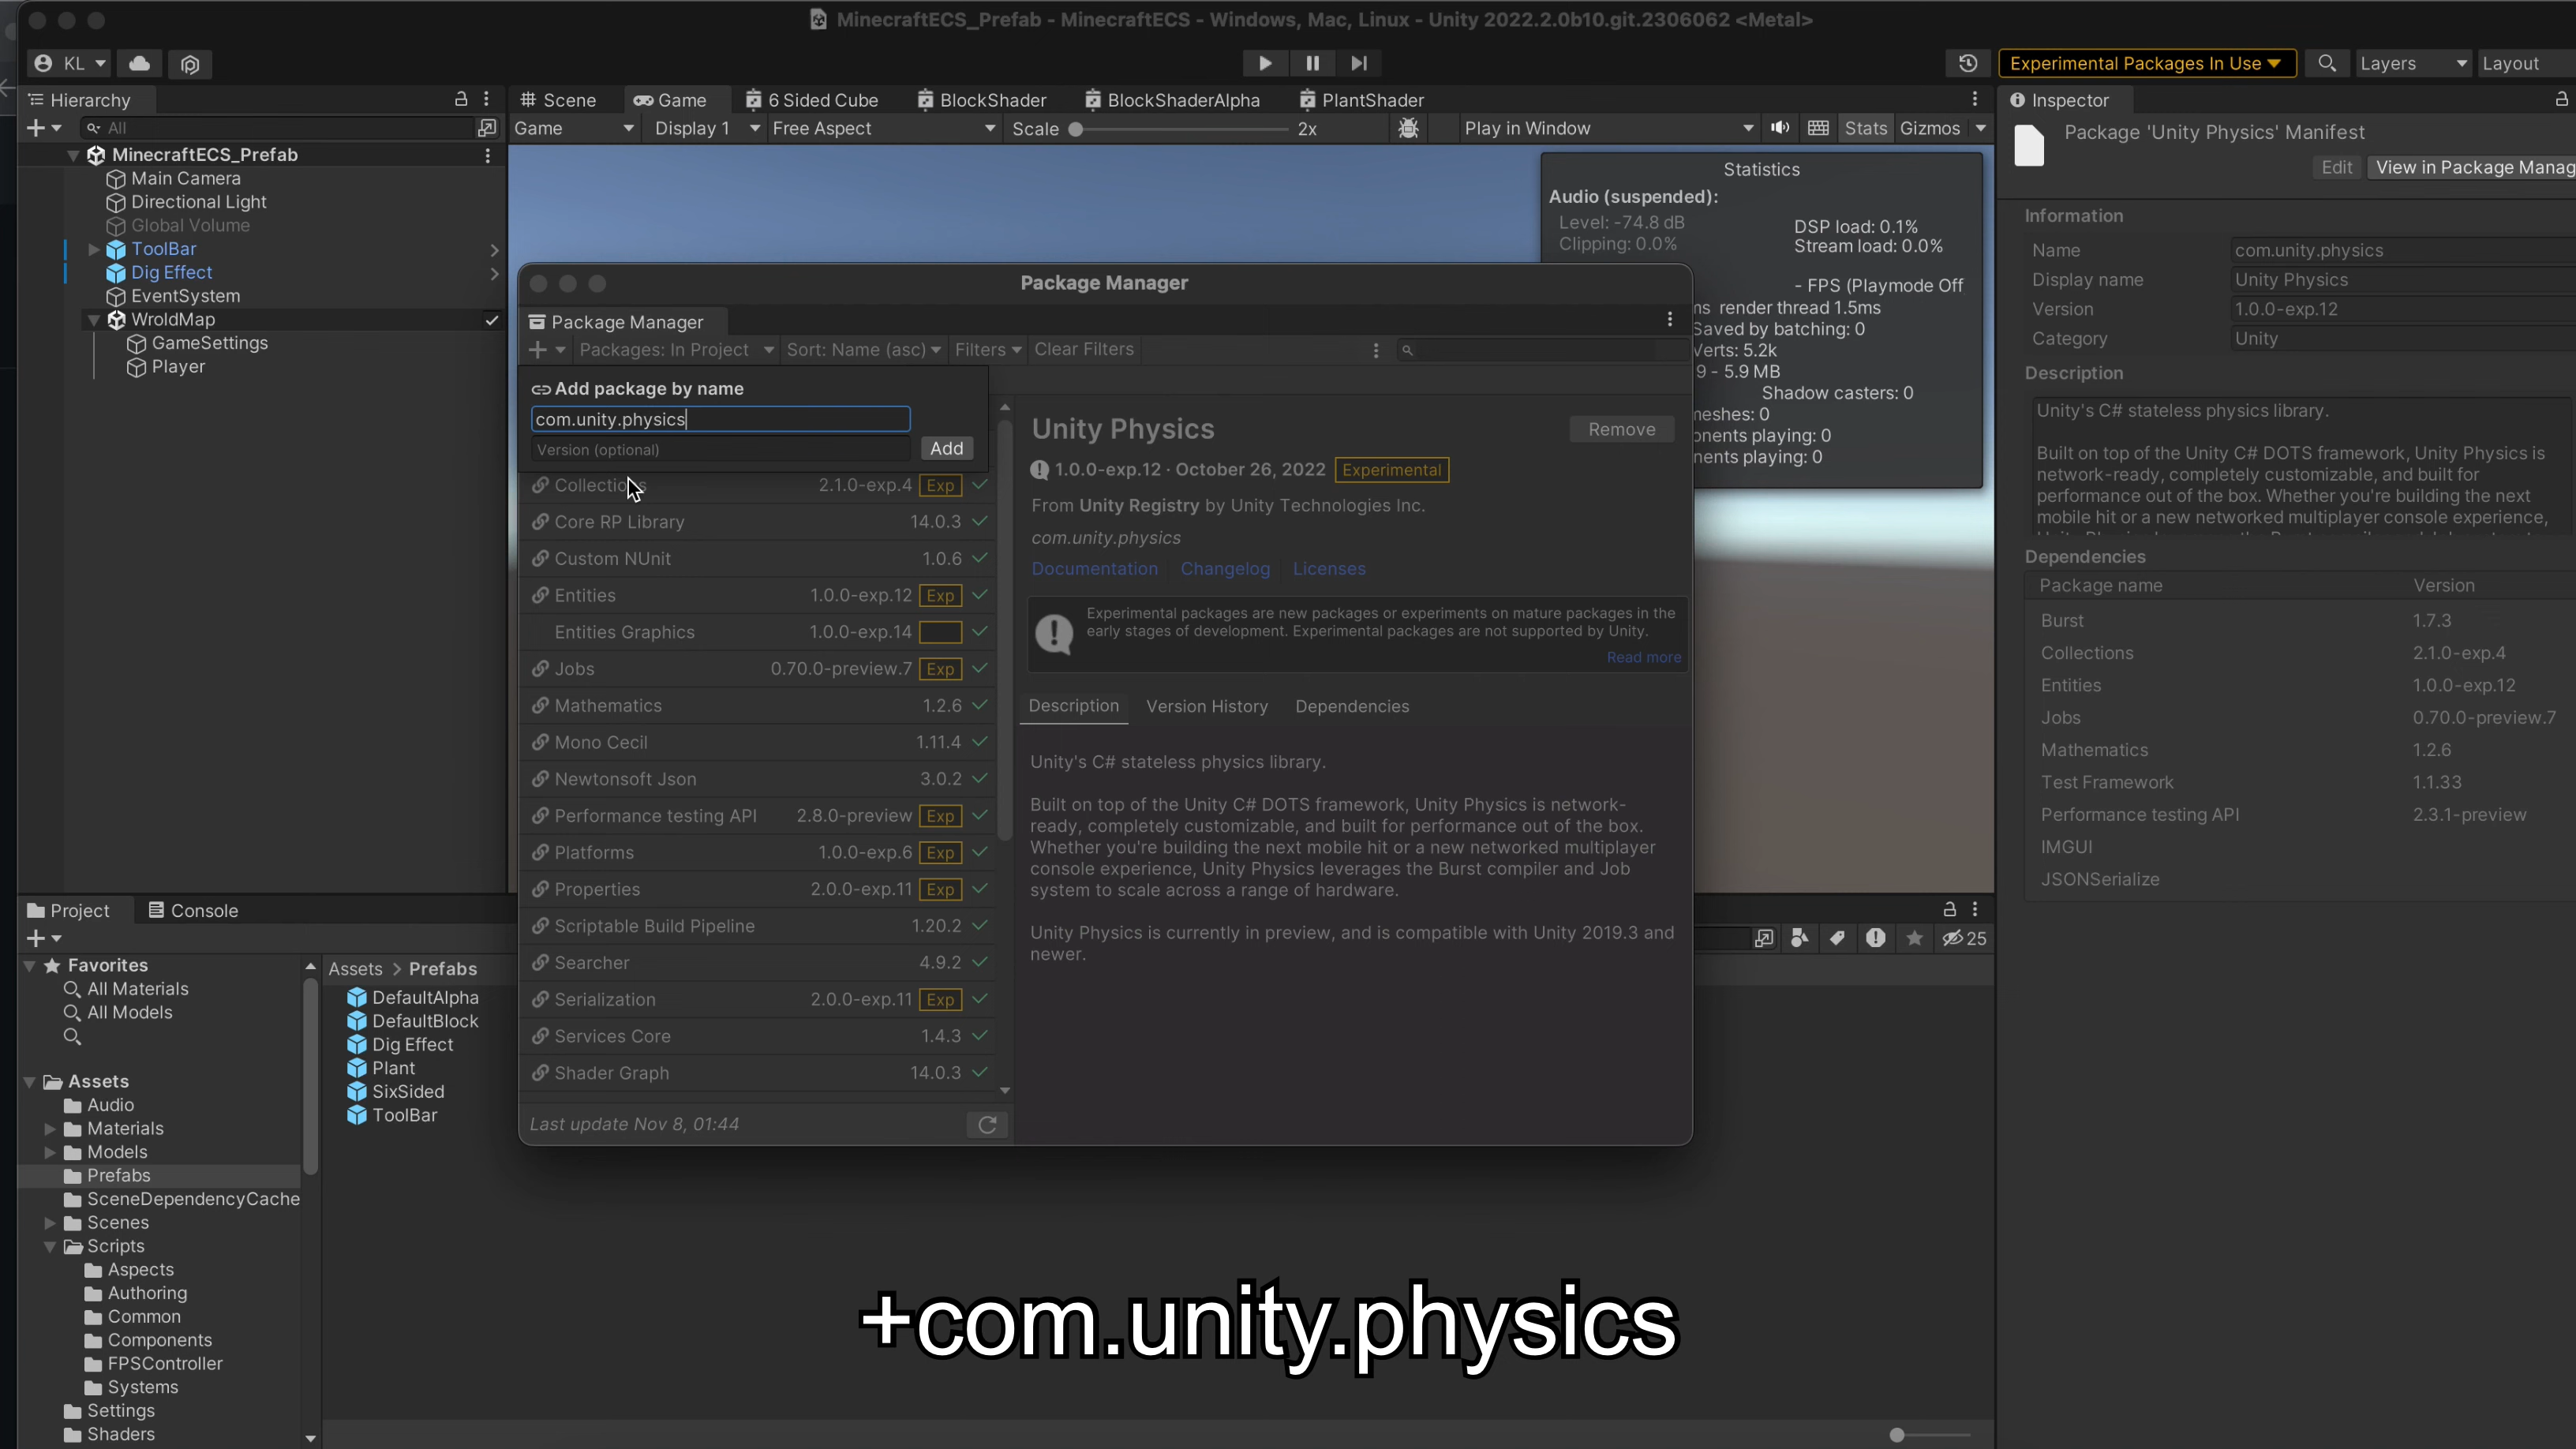 MinecraftECS_Prefab - MinecraftECS - Windows, Mac, Linux - Unity 2022.2.0b10.git.2306062 <Metal>
KL
Experimental Packages In Use
Layers
Layout
Hierarchy
All
MinecraftECS_Prefab
Main Camera
Directional Light
Global Volume
ToolBar
Dig Effect
EventSystem
WroldMap
GameSettings
Player
Scene
Game
6 Sided Cube
BlockShader
BlockShaderAlpha
PlantShader
Game
Display 1
Free Aspect
Scale
2x
Play in Window
Stats
Gizmos
Statistics
Audio (suspended):
Level: -74.8 dB
DSP load: 0.1%
Clipping: 0.0%
Stream load: 0.0%
- FPS (Playmode Off
ms render thread 1.5ms
Saved by batching: 0
Verts: 5.2k
9 - 5.9 MB
Shadow casters: 0
meshes: 0
onents playing: 0
nents playing: 0
Package Manager
Package Manager
Packages: In Project
Sort: Name (asc)
Filters
Clear Filters
Add package by name
com.unity.physics
Version (optional)
Add
Collections 2.1.0-exp.4 Exp
Core RP Library 14.0.3
Custom NUnit 1.0.6
Entities 1.0.0-exp.12 Exp
Entities Graphics 1.0.0-exp.14
Jobs 0.70.0-preview.7 Exp
Mathematics 1.2.6
Mono Cecil 1.11.4
Newtonsoft Json 3.0.2
Performance testing API 2.8.0-preview Exp
Platforms 1.0.0-exp.6 Exp
Properties 2.0.0-exp.11 Exp
Scriptable Build Pipeline 1.20.2
Searcher 4.9.2
Serialization 2.0.0-exp.11 Exp
Services Core 1.4.3
Shader Graph 14.0.3
Last update Nov 8, 01:44
Unity Physics
Remove
1.0.0-exp.12 · October 26, 2022 Experimental
From Unity Registry by Unity Technologies Inc.
com.unity.physics
Documentation
Changelog
Licenses
Experimental packages are new packages or experiments on mature packages in the
early stages of development. Experimental packages are not supported by Unity.
Read more
Description
Version History
Dependencies
Unity's C# stateless physics library.
Built on top of the Unity C# DOTS framework, Unity Physics is network-
ready, completely customizable, and built for performance out of the box.
Whether you're building the next mobile hit or a new networked multiplayer
console experience, Unity Physics leverages the Burst compiler and Job
system to scale across a range of hardware.
Unity Physics is currently in preview, and is compatible with Unity 2019.3 and
newer.
Inspector
Package 'Unity Physics' Manifest
Edit
View in Package Manag
Information
Name com.unity.physics
Display name Unity Physics
Version 1.0.0-exp.12
Category Unity
Description
Unity's C# stateless physics library.
Built on top of the Unity C# DOTS framework, Unity Physics is
network-ready, completely customizable, and built for
performance out of the box. Whether you're building the next
mobile hit or a new networked multiplayer console experience,
Dependencies
Package name Version
Burst 1.7.3
Collections 2.1.0-exp.4
Entities 1.0.0-exp.12
Jobs 0.70.0-preview.7
Mathematics 1.2.6
Test Framework 1.1.33
Performance testing API 2.3.1-preview
IMGUI
JSONSerialize
Project
Console
25
Favorites
All Materials
All Models
Assets
Audio
Materials
Models
Prefabs
SceneDependencyCache
Scenes
Scripts
Aspects
Authoring
Common
Components
FPSController
Systems
Settings
Shaders
Assets > Prefabs
DefaultAlpha
DefaultBlock
Dig Effect
Plant
SixSided
ToolBar
+com.unity.physics